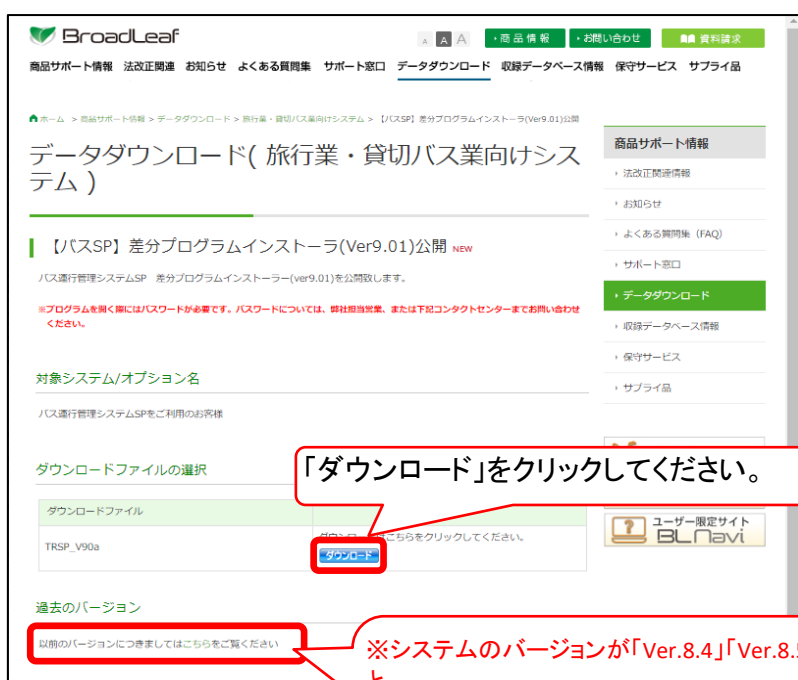 BroadLeaf
A A A ・商品情報 ・お問い合わせ 資料請求
商品サポート情報 法改正関連 お知らせ よくある質問集 サポート窓口 データダウンロード 収録データベース情報 保守サービス サプライ品
ホーム > 商品サポート情報 > データダウンロード > 旅行業・貸切バス業向けシステム > 【バスSP】差分プログラムインストーラ(Ver9.01)公開
データダウンロード( 旅行業・貸切バス業向けシス
テム )
【バスSP】差分プログラムインストーラ(Ver9.01)公開 NEW
バス運行管理システムSP 差分プログラムインストーラー(ver9.01)を公開致します。
※プログラムを開く際にはパスワードが必要です。パスワードについては、弊社担当営業、または下記コンタクトセンターまでお問い合わせ
ください。
対象システム/オプション名
バス運行管理システムSPをご利用のお客様
ダウンロードファイルの選択
「ダウンロード」をクリックしてください。
ダウンロードファイル
TRSP_V90a
こちらをクリックしてください。
ダウンロード
過去のバージョン
以前のバージョンにつきましてはこちらをご覧ください
※システムのバージョンが「Ver.8.4」「Ver.8.5
商品サポート情報
法改正関連情報
お知らせ
よくある質問集（FAQ）
サポート窓口
データダウンロード
収録データベース情報
保守サービス
サプライ品
ユーザー限定サイト
BLNavi